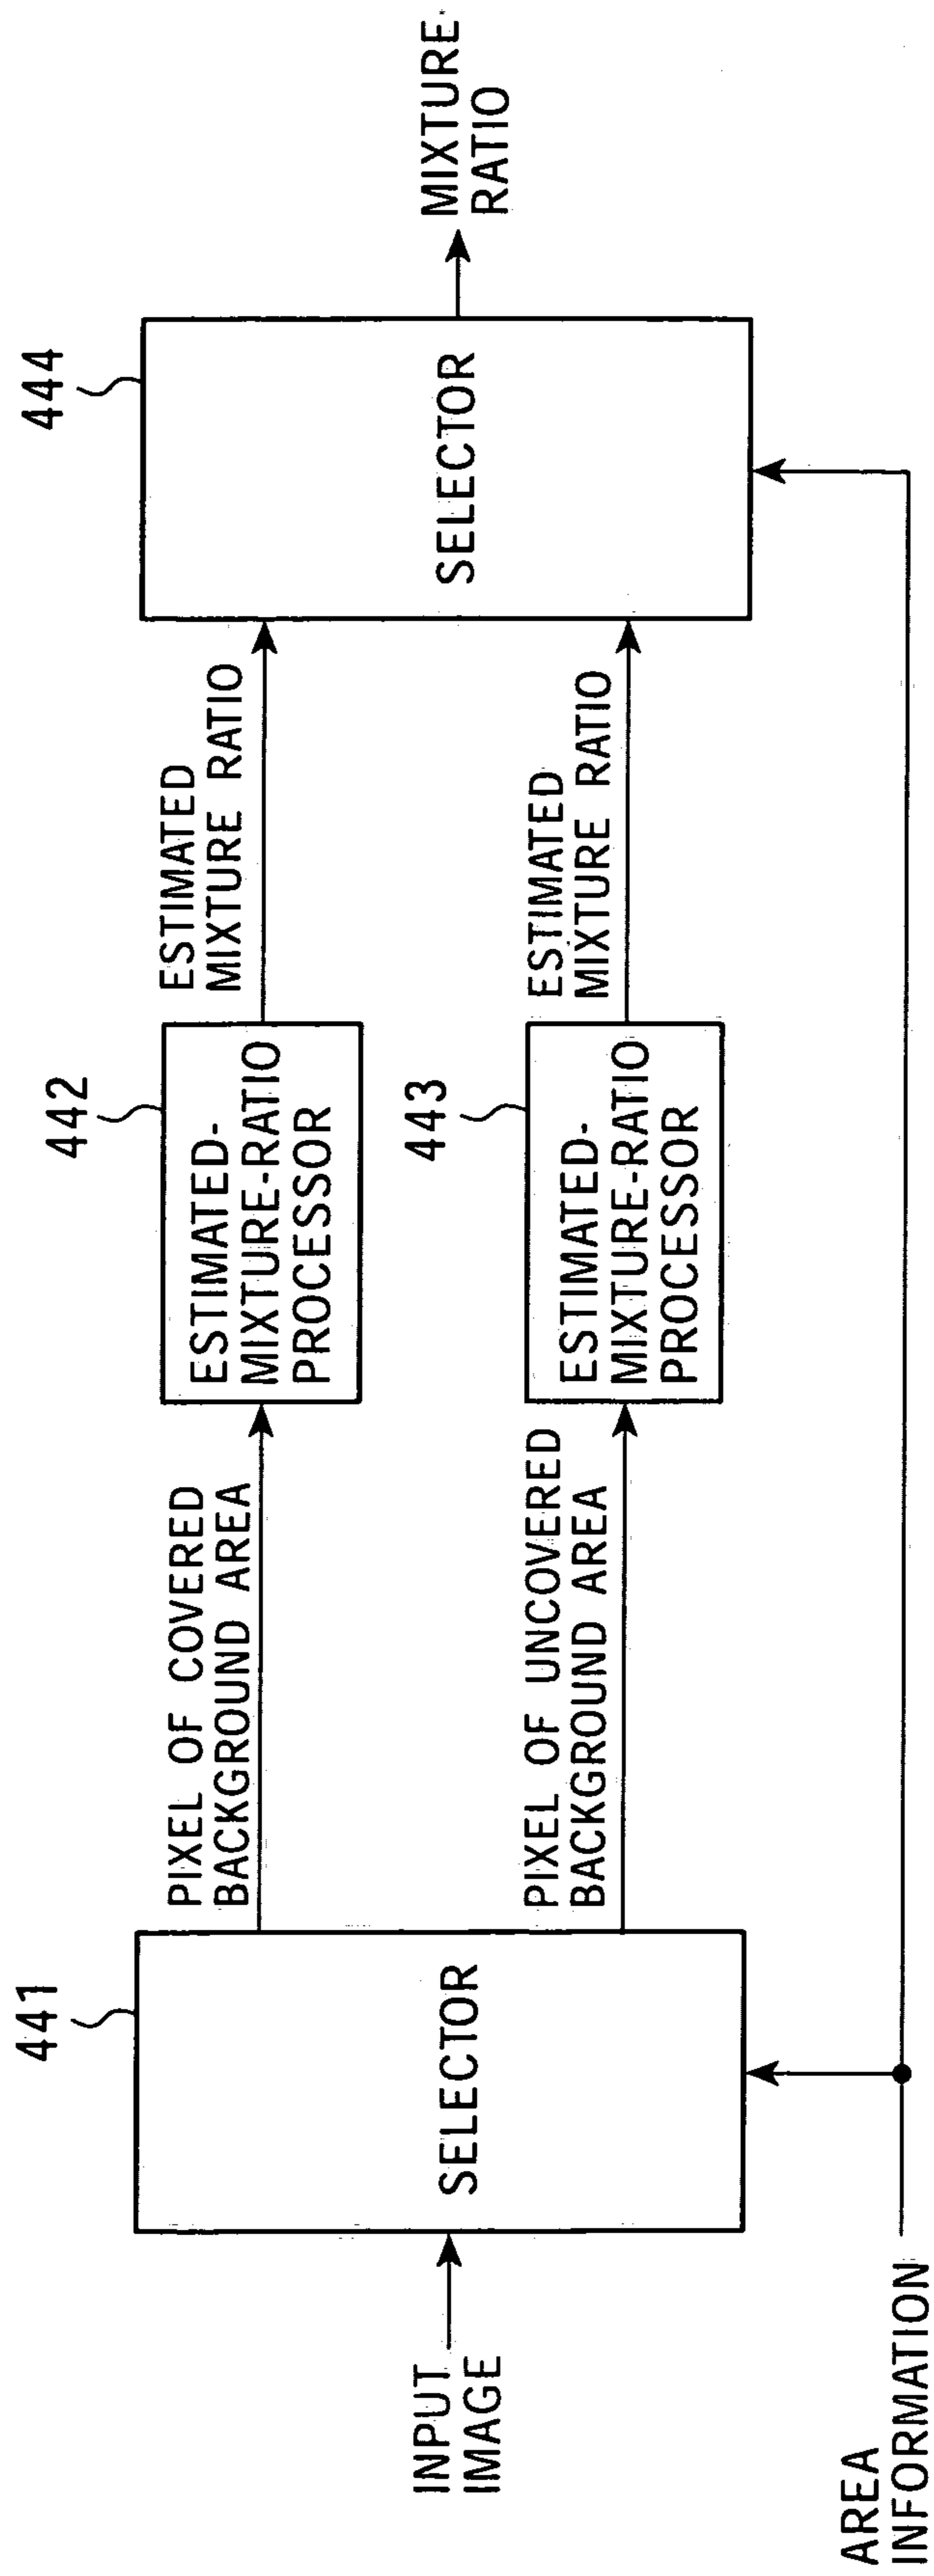 441
INPUT
IMAGE
SELECTOR
AREA
INFORMATION
PIXEL OF COVERED
BACKGROUND AREA
PIXEL OF UNCOVERED
BACKGROUND AREA
442
ESTIMATED-
MIXTURE-RATIO
PROCESSOR
443
ESTIMATED-
MIXTURE-RATIO
PROCESSOR
ESTIMATED
MIXTURE RATIO
ESTIMATED
MIXTURE RATIO
444
SELECTOR
MIXTURE
RATIO